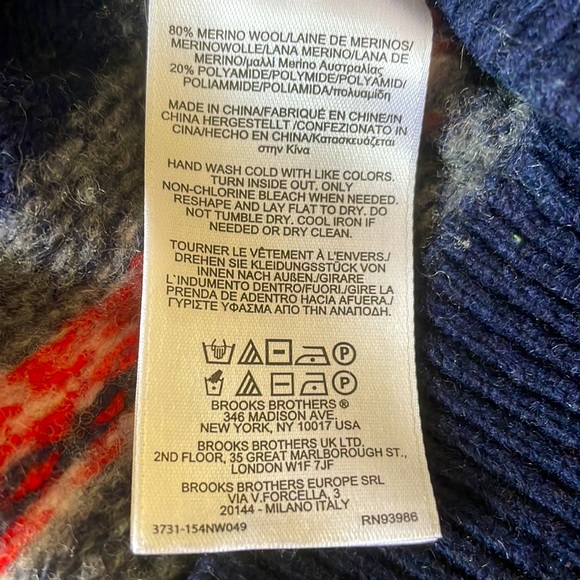 80% MERINO WOOL/LAINE DE MERINOS/
MERINOWOLLE/LANA MERINO/LANA DE
MERINO/μαλλί Merino Αυστραλίας
20% POLYAMIDE/POLYMIDE/POLYAMID/
POLIAMMIDE/POLIAMIDA/πολυαμίδη
MADE IN CHINA/FABRIQUÉ EN CHINE/IN
CHINA HERGESTELLT /CONFEZIONATO IN
CINA/HECHO EN CHINA/Κατασκευάζεται
στην Κίνα
HAND WASH COLD WITH LIKE COLORS.
TURN INSIDE OUT. ONLY
NON-CHLORINE BLEACH WHEN NEEDED.
RESHAPE AND LAY FLAT TO DRY. DO
NOT TUMBLE DRY. COOL IRON IF
NEEDED OR DRY CLEAN.
TOURNER LE VÊTEMENT À L'ENVERS./
DREHEN SIE KLEIDUNGSSTÜCK VON
INNEN NACH AUßEN./GIRARE
L`INDUMENTO DENTRO/FUORI./GIRE LA
PRENDA DE ADENTRO HACIA AFUERA./
ΓΥΡΙΣΤΕ ΥΦΑΣΜΑ ΑΠΟ ΤΗΝ ΑΝΑΠΟΔΗ.
P
P
BROOKS BROTHERS ®
346 MADISON AVE.
NEW YORK, NY 10017 USA
BROOKS BROTHERS UK LTD.
2ND FLOOR, 35 GREAT MARLBOROUGH ST.,
LONDON W1F 7JF
BROOKS BROTHERS EUROPE SRL
VIA V.FORCELLA, 3
20144 - MILANO ITALY
3731-154NW049 RN93986